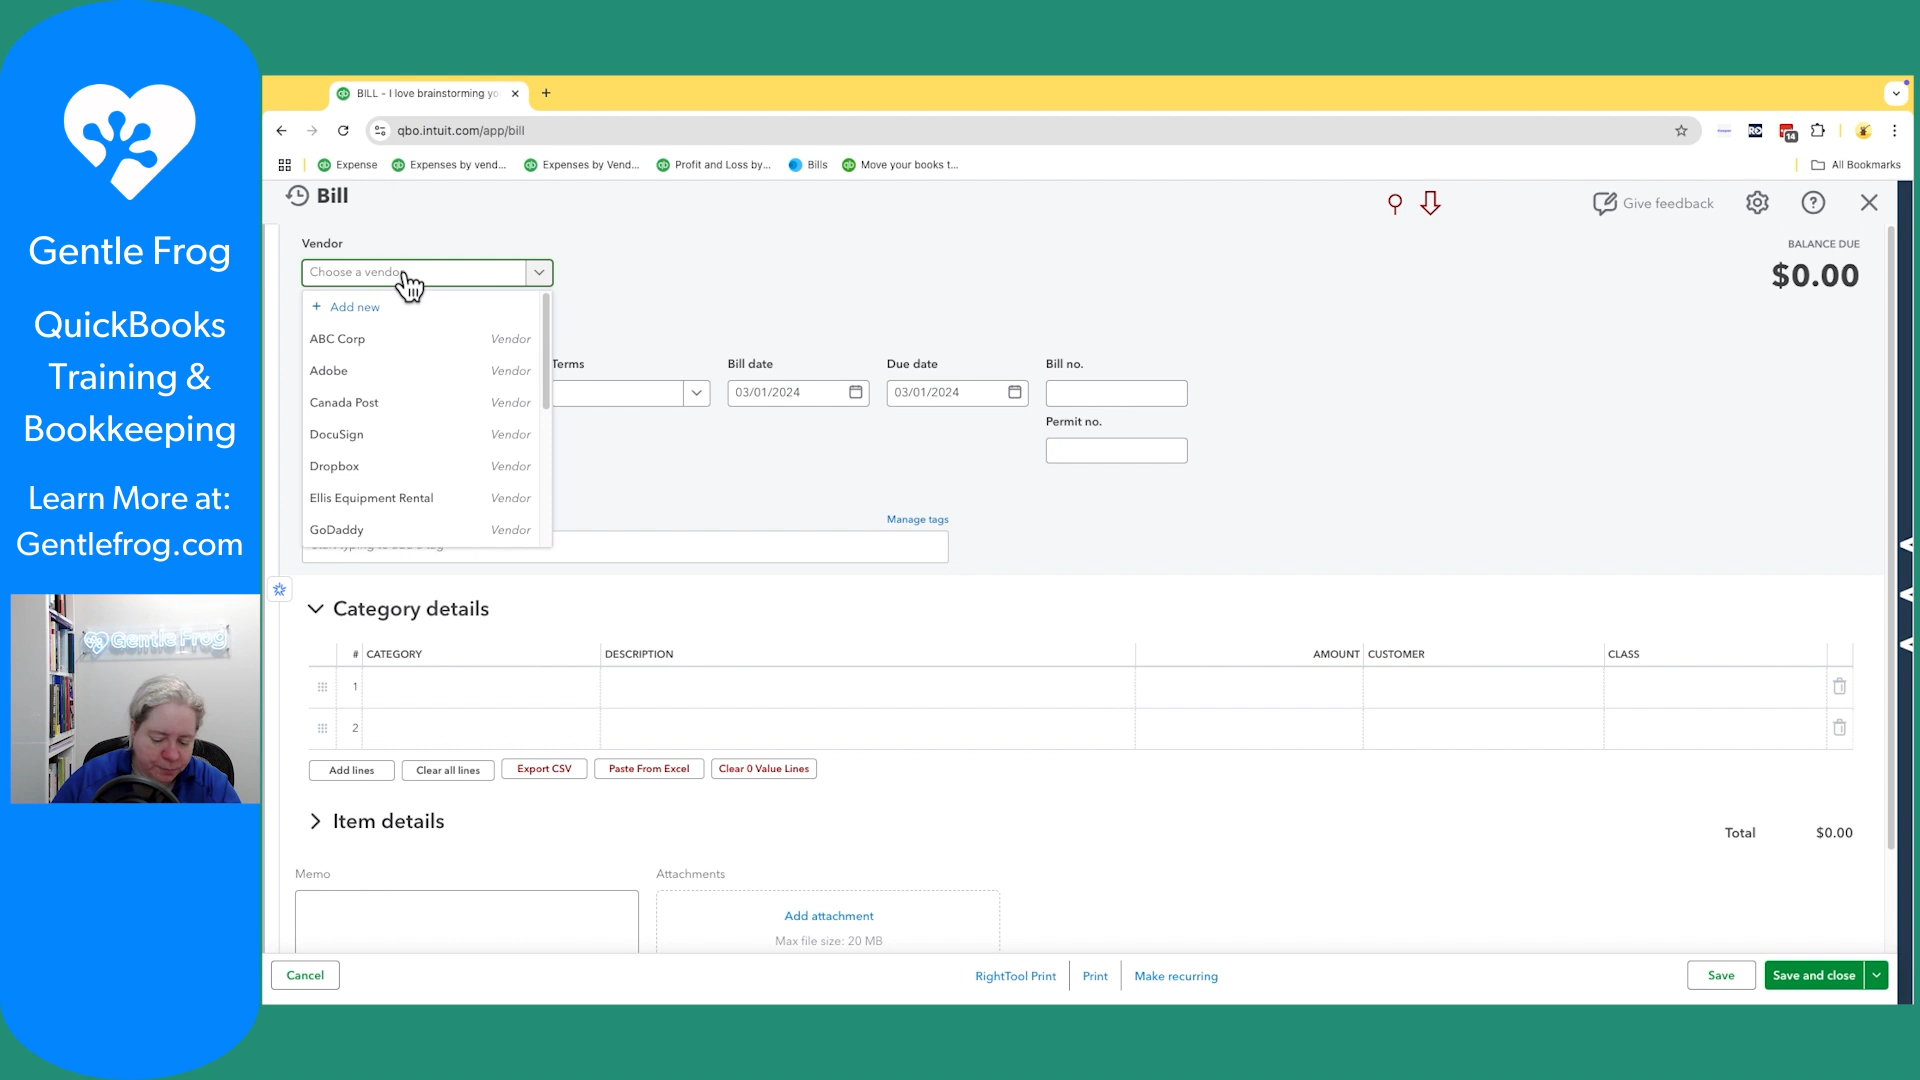 Gentle Frog
QuickBooks
Training &
Bookkeeping
Learn More at:
Gentlefrog.com
Gentle Frog
BILL - I love brainstorming yo
qbo.intuit.com/app/bill
14
Expense
Expenses by vend...
Expenses by Vend...
Profit and Loss by...
Bills
Move your books t...
All Bookmarks
Bill
Give feedback
Vendor
Choose a vendo
BALANCE DUE
$0.00
+ Add new
ABC Corp Vendor
Adobe Vendor
Canada Post Vendor
DocuSign Vendor
Dropbox Vendor
Ellis Equipment Rental Vendor
GoDaddy Vendor
Terms
Bill date
Due date
Bill no.
03/01/2024
03/01/2024
Permit no.
Manage tags
Category details
# CATEGORY DESCRIPTION AMOUNT CUSTOMER CLASS
1
2
Add lines
Clear all lines
Export CSV
Paste From Excel
Clear 0 Value Lines
Item details
Total $0.00
Memo
Attachments
Add attachment
Max file size: 20 MB
Cancel
RightTool Print
Print
Make recurring
Save
Save and close